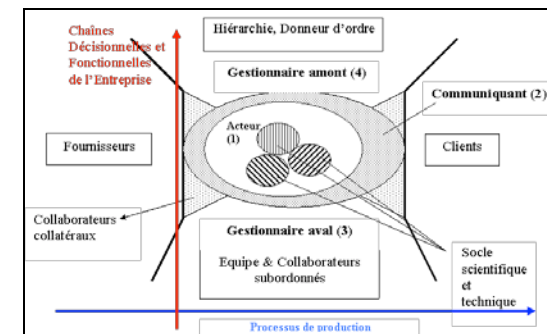 Chaînes
Décisionnelles et
Fonctionnelles
de l'Entreprise
Hiérarchie, Donneur d'ordre
Gestionnaire amont (4)
Communiquant (2)
Acteur
(1)
Fournisseurs
Clients
Collaborateurs
collatéraux
Gestionnaire aval (3)
Equipe & Collaborateurs
subordonnés
Socle
scientifique
et
technique
Processus de production